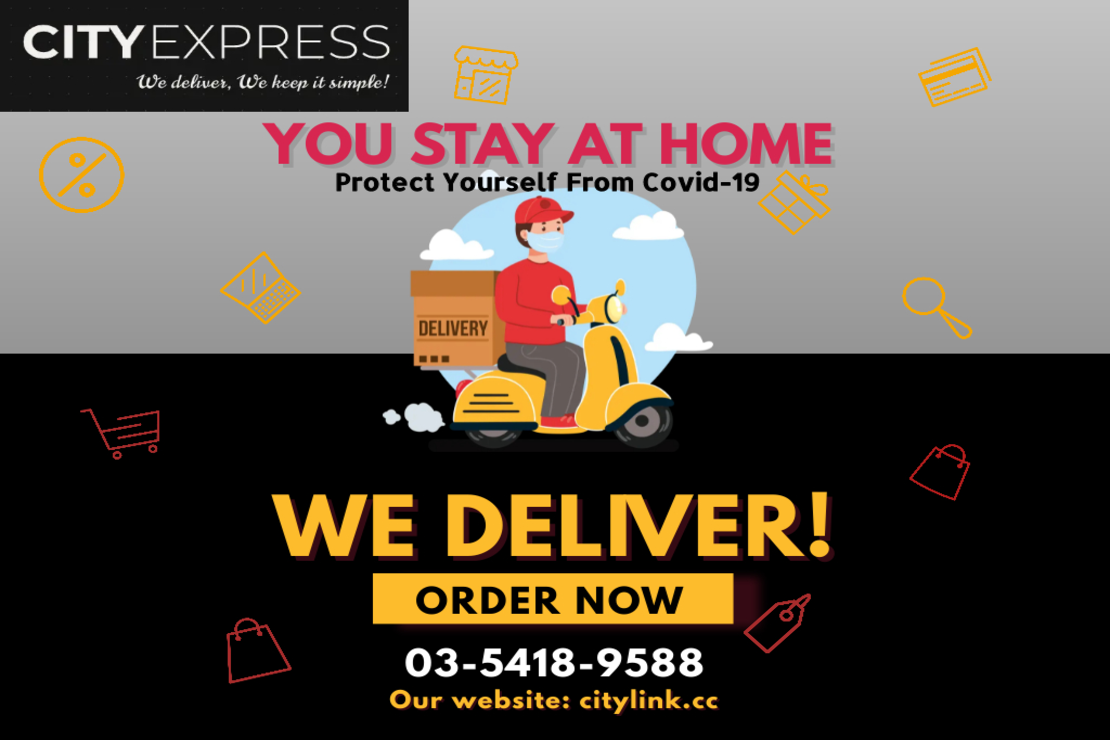 CITYEXPRESS
We deliver, We keep it simple!
YOU STAY AT HOME
Protect Yourself From Covid-19
DELIVERY
WE DELIVER!
ORDER NOW
03-5418-9588
Our website: citylink.cc